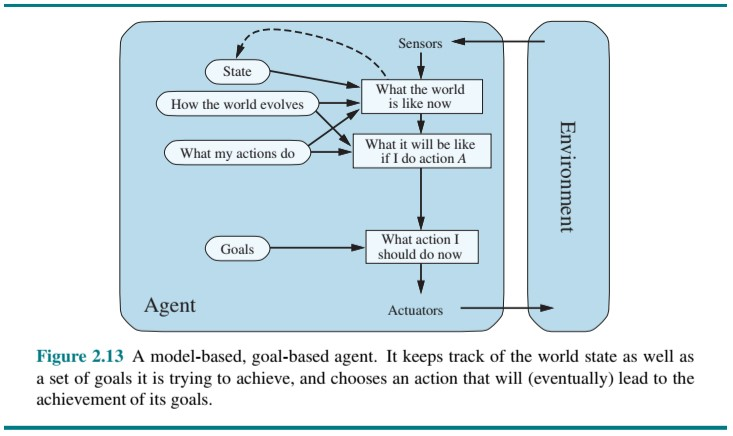 Sensors
State
What the world
is like now
How the world evolves
What it will be like
if I do action A
What my actions do
Environment
What action I
should do now
Goals
Agent
Actuators
Figure 2.13 A model-based, goal-based agent. It keeps track of the world state as well as
a set of goals it is trying to achieve, and chooses an action that will (eventually) lead to the
achievement of its goals.